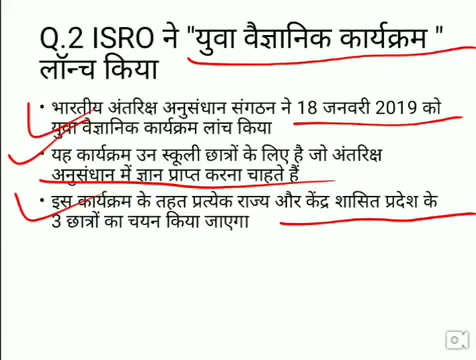 Q.2 ISRO ने "युवा वैज्ञानिक कार्यक्रम "
लॉन्च किया
• भारतीय अंतरिक्ष अनुसंधान संगठन ने 18 जनवरी 2019 को
युवा वैज्ञानिक कार्यक्रम लांच किया
• यह कार्यक्रम उन स्कूली छात्रों के लिए है जो अंतरिक्ष
अनुसंधान में ज्ञान प्राप्त करना चाहते हैं
• इस कार्यक्रम के तहत प्रत्येक राज्य और केंद्र शासित प्रदेश के
3 छात्रों का चयन किया जाएगा